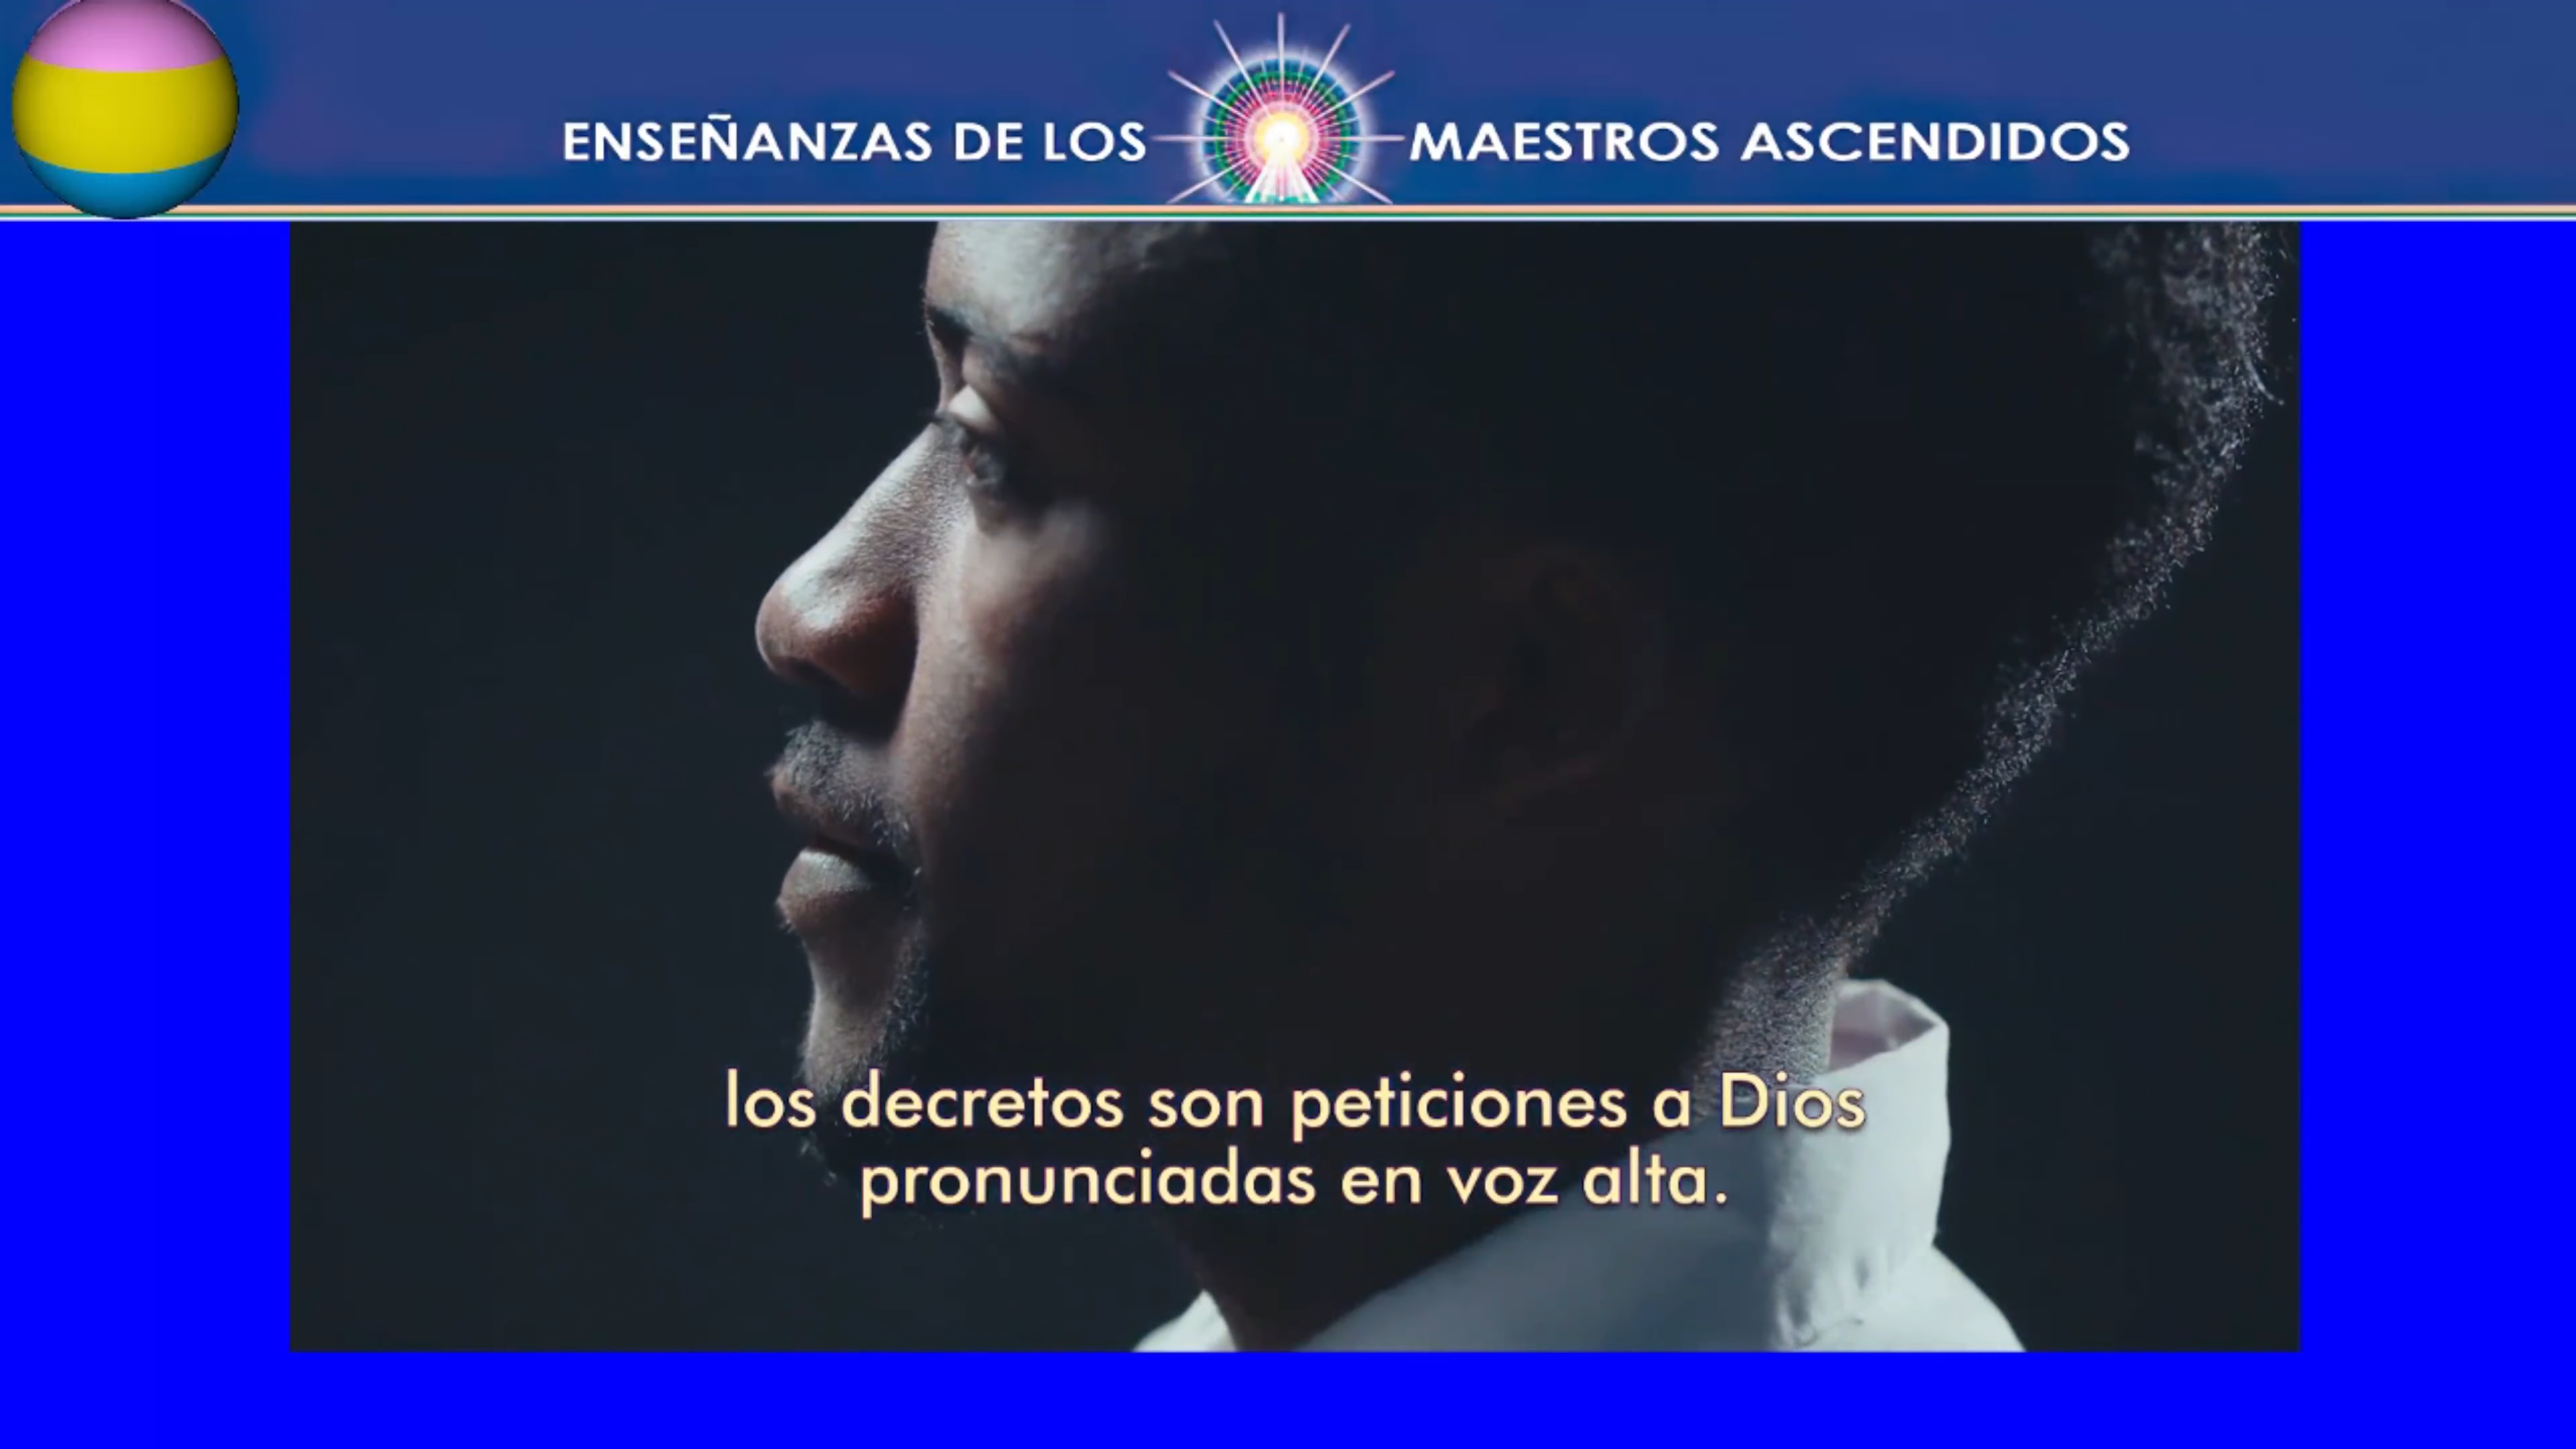 ENSEÑANZAS DE LOS MAESTROS ASCENDIDOS
los decretos son peticiones a Dios
pronunciadas en voz alta.